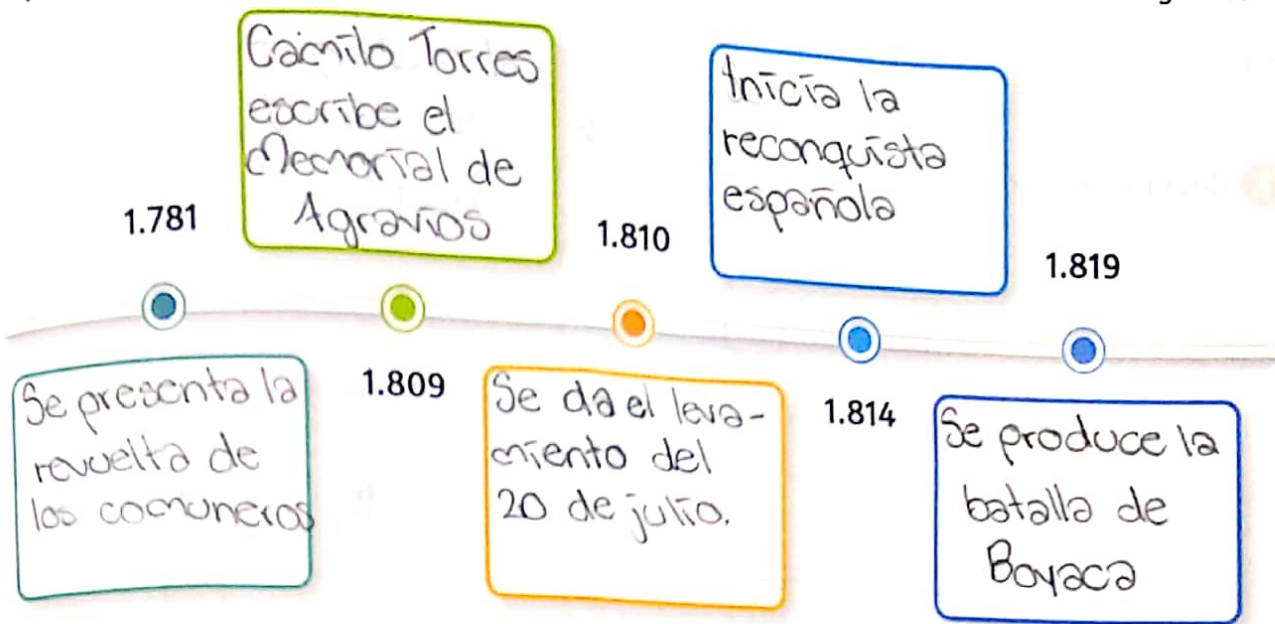 Camilo Torres
escribe el
Memorial de
Agravios
Inicia la
reconquista
española
1.781
1.810
1.819
Se presenta la
revuelta de
los comuneros
1.809
Se da el leva-
miento del
20 de julio.
1.814
Se produce la
batalla de
Boyaca